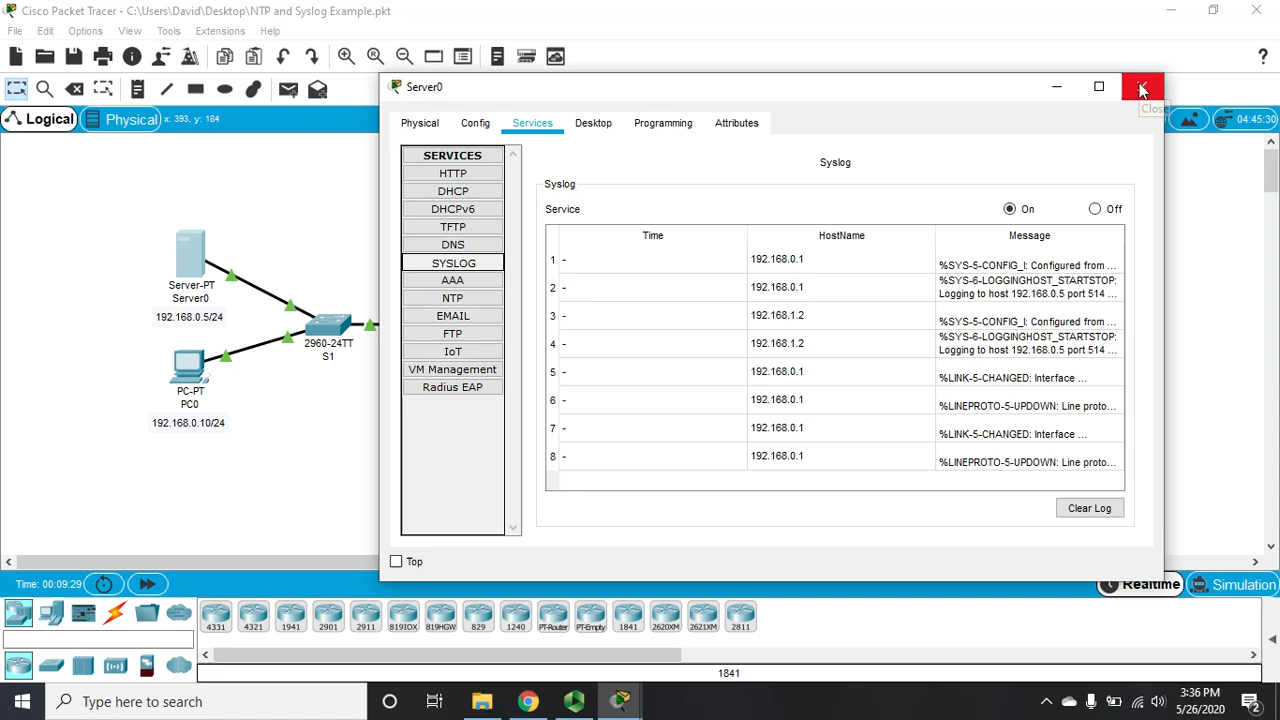 Cisco Packet Tracer - C:\Users\David\Desktop\NTP and Syslog Example.pkt
File Edit Options View Tools Extensions Help
Logical Physical x: 393, y: 184
04:45:30
Server0
Close
Physical Config Services Desktop Programming Attributes
SERVICES
HTTP
DHCP
DHCPv6
TFTP
DNS
SYSLOG
AAA
NTP
EMAIL
FTP
IoT
VM Management
Radius EAP
Syslog
Syslog
Service On Off
Time HostName Message
1 - 192.168.0.1 %SYS-5-CONFIG_I: Configured from ...
2 - 192.168.0.1 %SYS-6-LOGGINGHOST_STARTSTOP:
Logging to host 192.168.0.5 port 514 ...
3 - 192.168.1.2 %SYS-5-CONFIG_I: Configured from ...
4 - 192.168.1.2 %SYS-6-LOGGINGHOST_STARTSTOP:
Logging to host 192.168.0.5 port 514 ...
5 - 192.168.0.1 %LINK-5-CHANGED: Interface ...
6 - 192.168.0.1 %LINEPROTO-5-UPDOWN: Line proto...
7 - 192.168.0.1 %LINK-5-CHANGED: Interface ...
8 - 192.168.0.1 %LINEPROTO-5-UPDOWN: Line proto...
Clear Log
Top
Server-PT
Server0
192.168.0.5/24
2960-24TT
S1
PC-PT
PC0
192.168.0.10/24
Time: 00:09:29
Realtime Simulation
4331 4321 1941 2901 2911 819IOX 819HGW 829 1240 PT-Router PT-Empty 1841 2620XM 2621XM 2811
1841
Type here to search
3:36 PM
5/26/2020
2